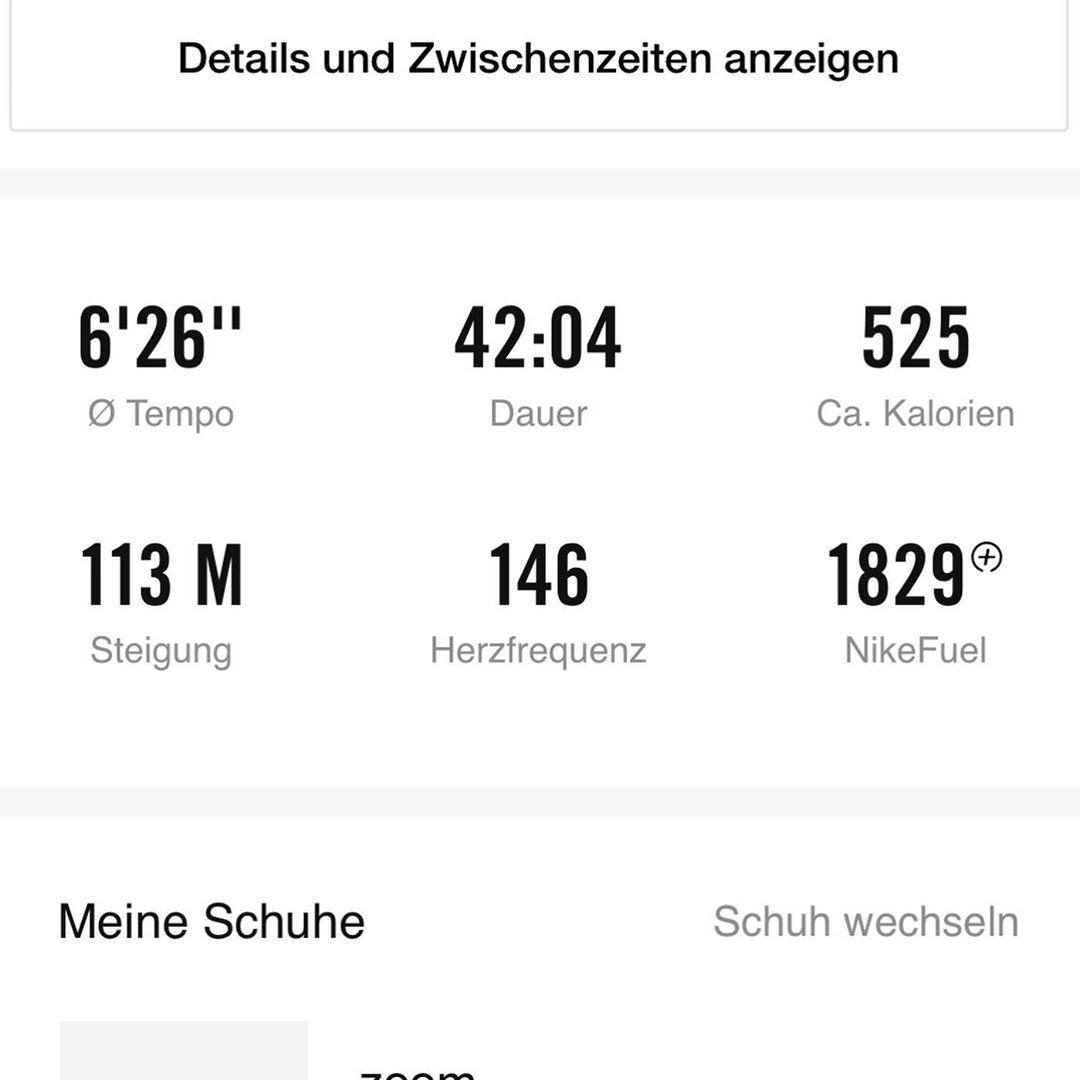 Details und Zwischenzeiten anzeigen
6'26'' 42:04 525
Ø Tempo Dauer Ca. Kalorien
113 M 146 1829
Steigung Herzfrequenz NikeFuel
Meine Schuhe Schuh wechseln
zoom